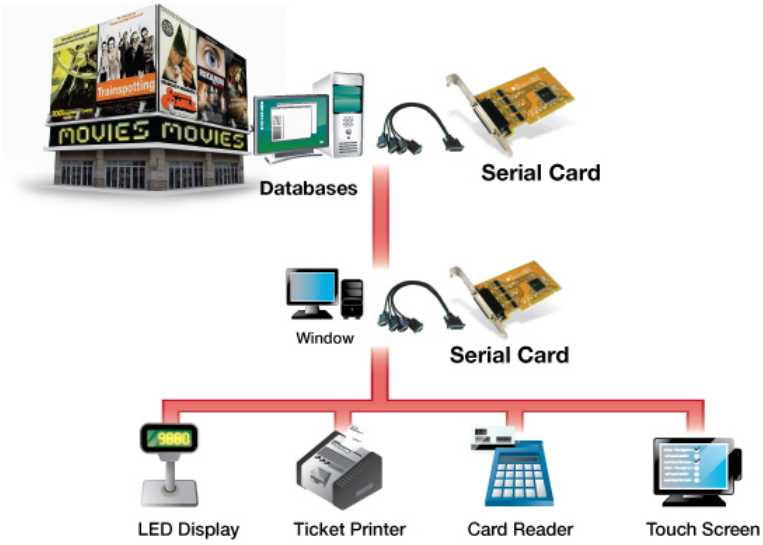 Trainspotting
MOVIES MOVIES
Databases
Serial Card
Window
Serial Card
9880
LED Display
Ticket Printer
Card Reader
Touch Screen